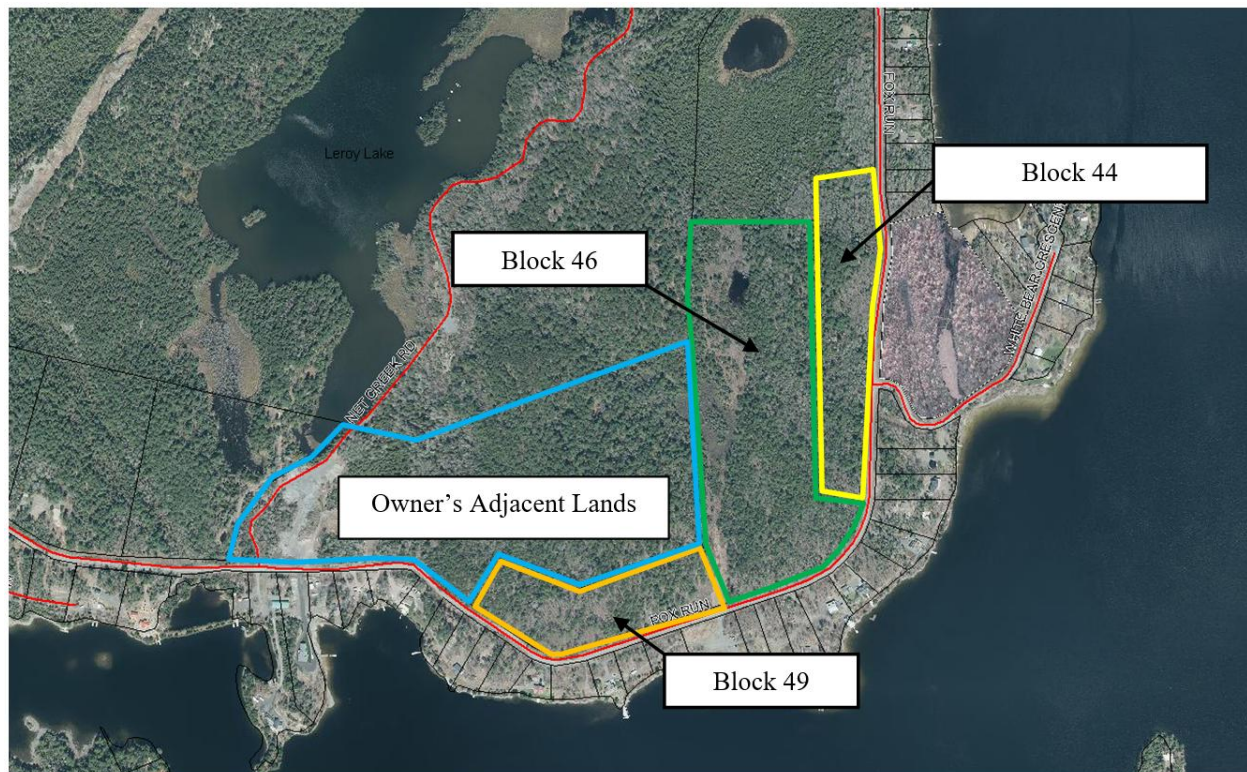 FOX RUN
Leroy Lake
Block 44
Block 46
WHITE BEAR CRESCENT
NET CREEK RD
Owner's Adjacent Lands
FOX RUN
Block 49